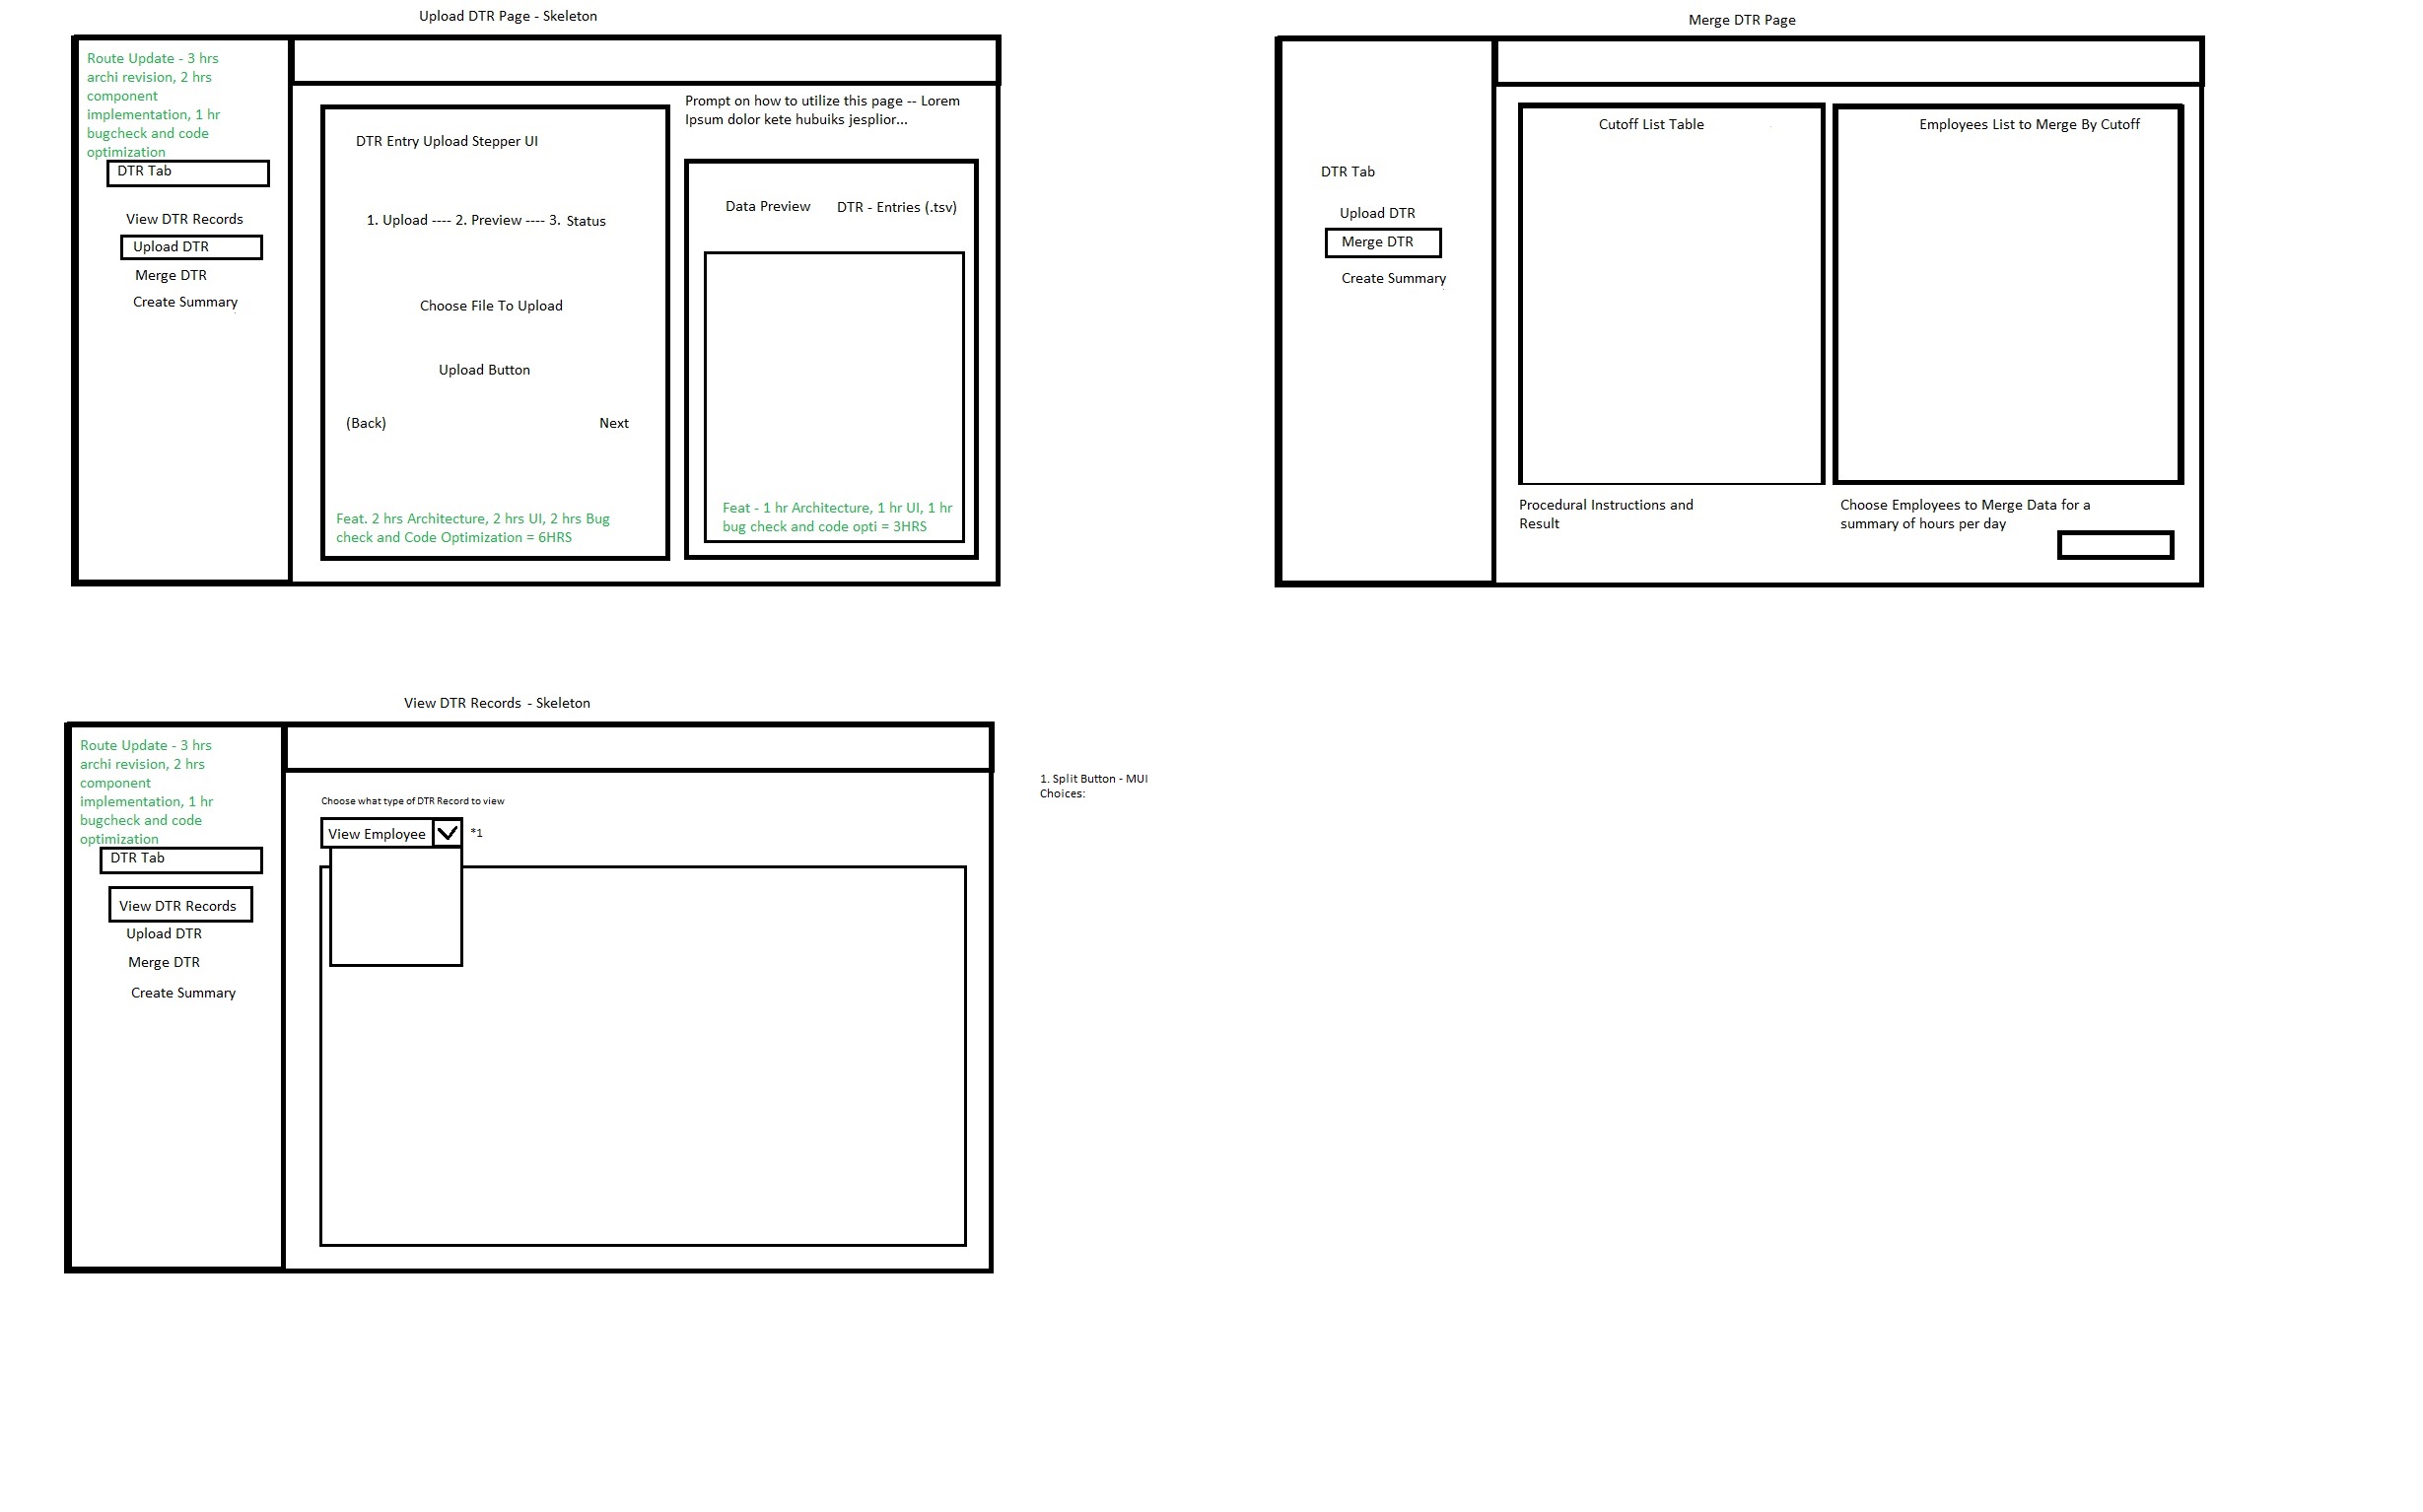 Upload DTR Page - Skeleton
Route Update - 3 hrs
archi revision, 2 hrs
component
implementation, 1 hr
bugcheck and code
optimization
DTR Tab
View DTR Records
Upload DTR
Merge DTR
Create Summary
DTR Entry Upload Stepper UI
1. Upload ---- 2. Preview ---- 3. Status
Choose File To Upload
Upload Button
(Back) Next
Feat. 2 hrs Architecture, 2 hrs UI, 2 hrs Bug
check and Code Optimization = 6HRS
Prompt on how to utilize this page -- Lorem
Ipsum dolor kete hubuiks jesplior...
Data Preview DTR - Entries (.tsv)
Feat - 1 hr Architecture, 1 hr UI, 1 hr
bug check and code opti = 3HRS
Merge DTR Page
DTR Tab
Upload DTR
Merge DTR
Create Summary
Cutoff List Table
Employees List to Merge By Cutoff
Procedural Instructions and
Result
Choose Employees to Merge Data for a
summary of hours per day
View DTR Records - Skeleton
Route Update - 3 hrs
archi revision, 2 hrs
component
implementation, 1 hr
bugcheck and code
optimization
DTR Tab
View DTR Records
Upload DTR
Merge DTR
Create Summary
Choose what type of DTR Record to view
View Employee *1
1. Split Button - MUI
Choices: